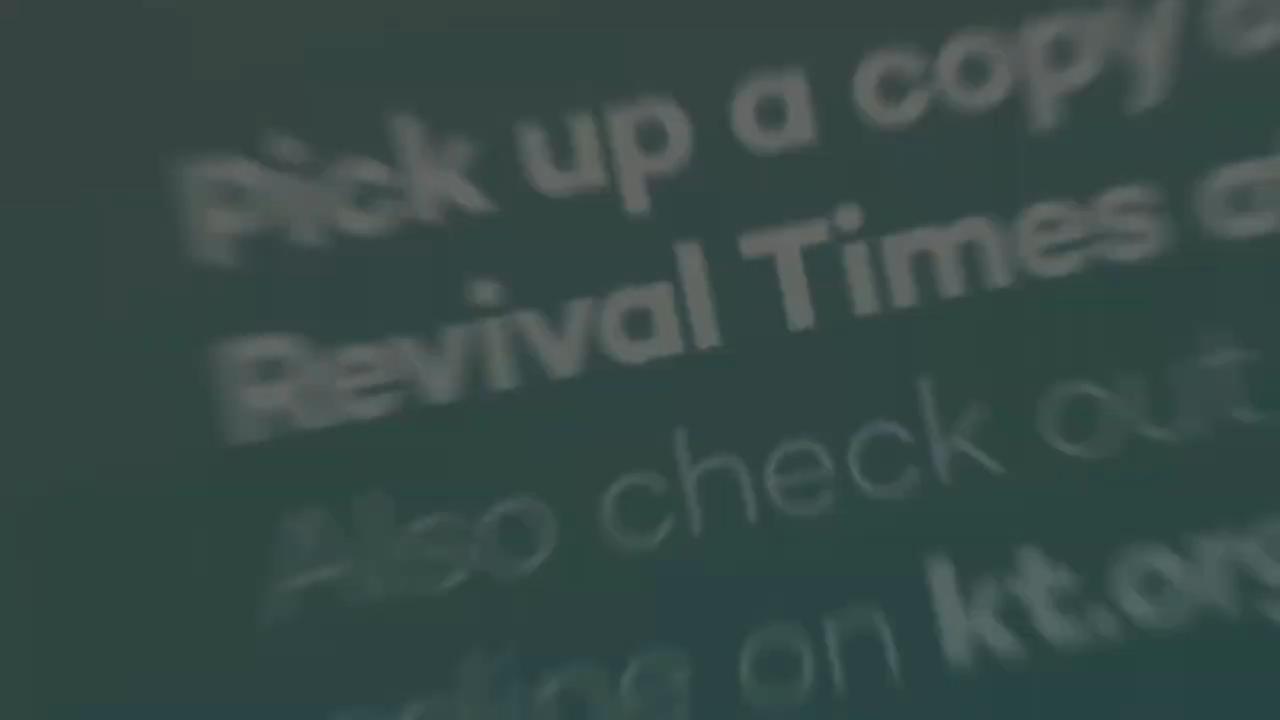 Pick up a copy
Revival Times
Also check out
on kt.org